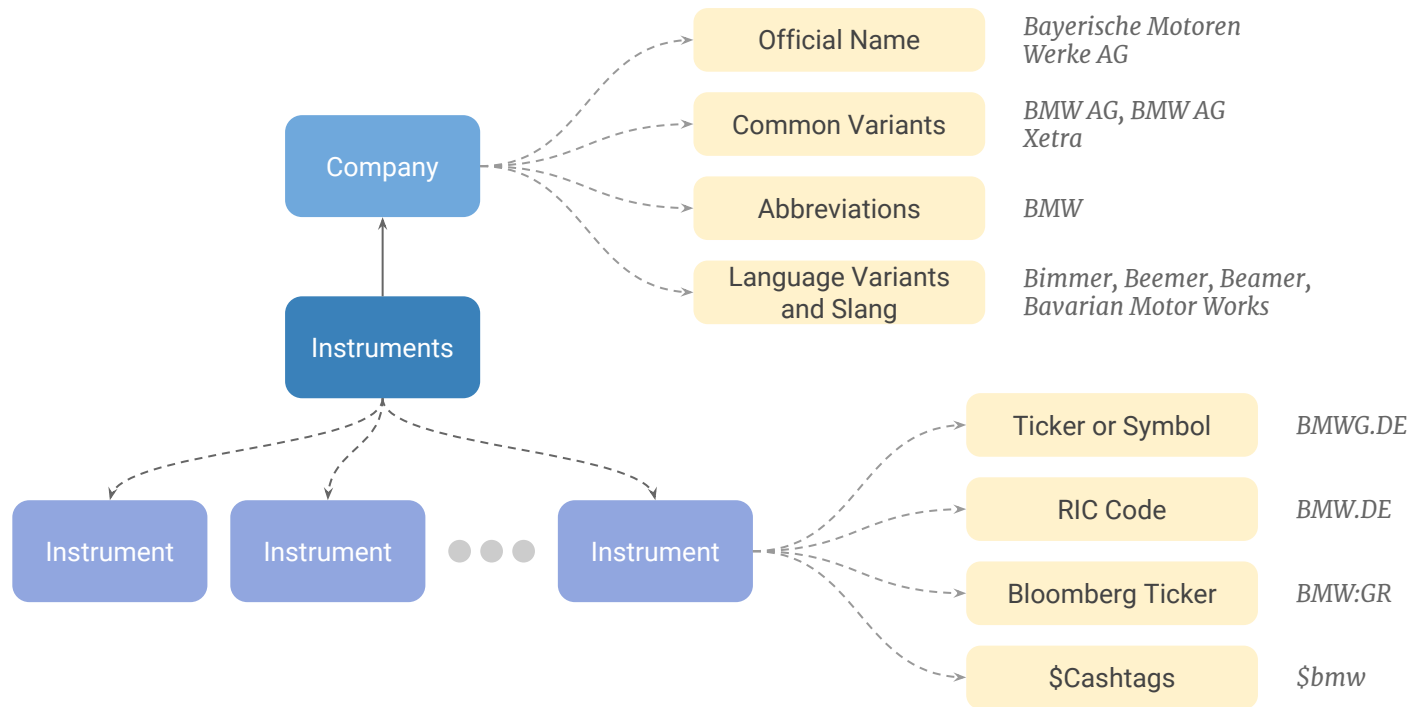 Official Name
Bayerische Motoren
Werke AG
Common Variants
BMW AG, BMW AG
Xetra
Company
Abbreviations
BMW
Language Variants
and Slang
Bimmer, Beemer, Beamer,
Bavarian Motor Works
Instruments
Ticker or Symbol
BMWG.DE
RIC Code
BMW.DE
Instrument
Instrument
Instrument
Bloomberg Ticker
BMW:GR
$Cashtags
$bmw